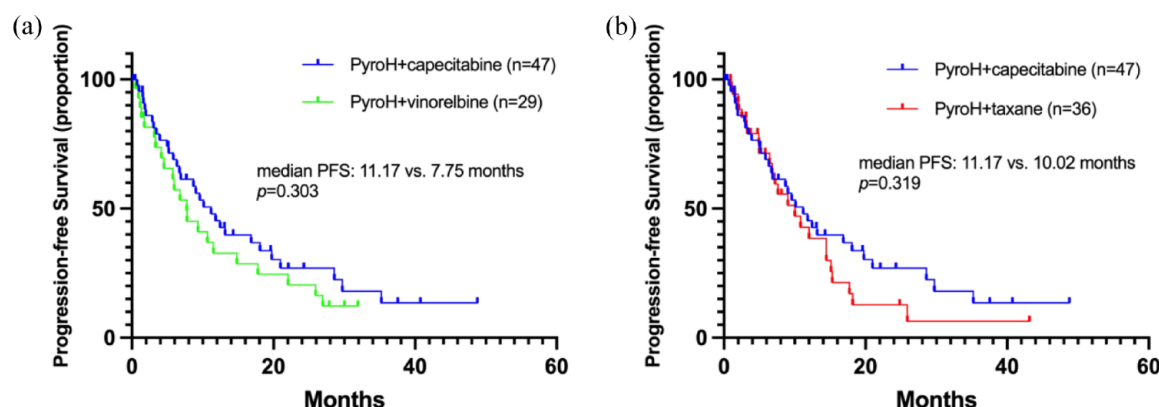 (a)
Progression-free Survival (proportion)
100
50
0
PyroH+capecitabine (n=47)
PyroH+vinorelbine (n=29)
median PFS: 11.17 vs. 7.75 months
p=0.303
0 20 40 60
Months
(b)
Progression-free Survival (proportion)
100
50
0
PyroH+capecitabine (n=47)
PyroH+taxane (n=36)
median PFS: 11.17 vs. 10.02 months
p=0.319
0 20 40 60
Months